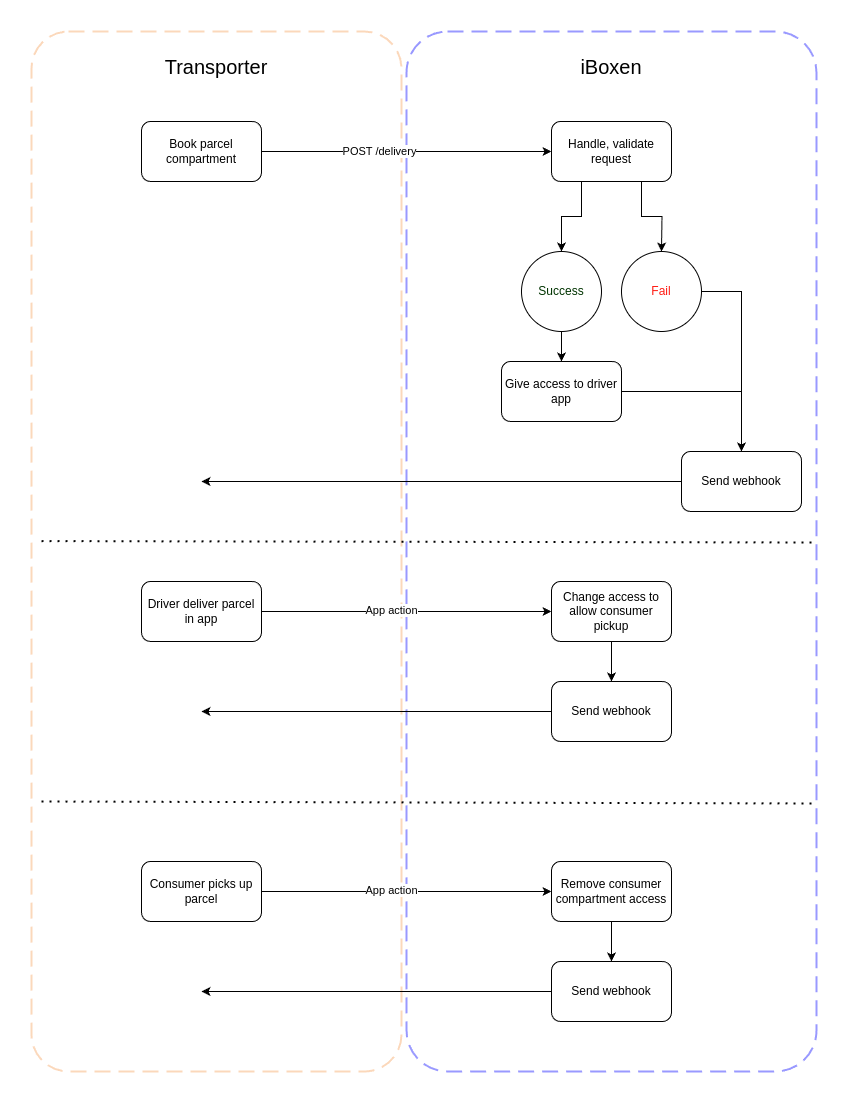 Transporter
iBoxen
Book parcel
compartment
POST /delivery
Handle, validate
request
Success
Fail
Give access to driver
app
Send webhook
Driver deliver parcel
in app
App action
Change access to
allow consumer
pickup
Send webhook
Consumer picks up
parcel
App action
Remove consumer
compartment access
Send webhook